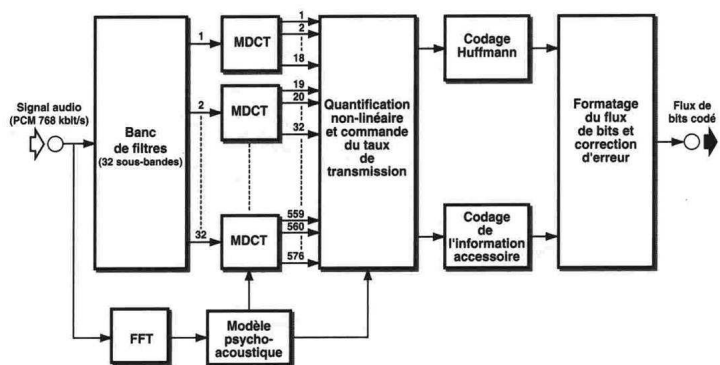 Signal audio
(PCM 768 kbit/s)
Banc
de filtres
(32 sous-bandes)
1
2
32
MDCT
MDCT
MDCT
1
2
18
19
20
32
559
560
576
Quantification
non-linéaire
et commande
du taux
de
transmission
Codage
Huffmann
Codage
de
l'information
accessoire
Formatage
du flux
de bits et
correction
d'erreur
Flux de
bits codé
FFT
Modèle
psycho-
acoustique